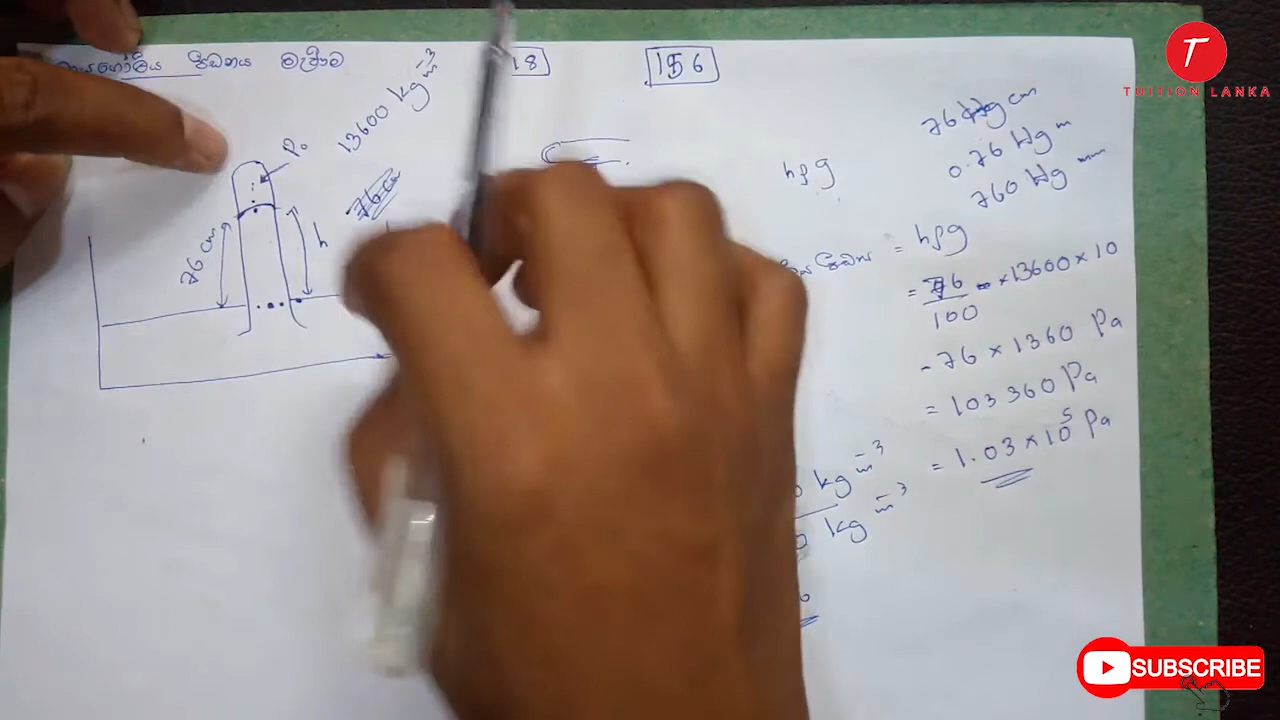 පීඩනය මැනීම
18
156
T
TUITION LANKA
13600 kg m⁻³
P₀
76 cm
h
hρg
76 Hg cm
0.76 Hg m
760 Hg mm
පීඩනය = hρg
= 76/100 × 13600 × 10
= 76 × 1360 Pa
= 103360 Pa
= 1.03 × 10⁵ Pa
kg m⁻³
kg m⁻³
SUBSCRIBE